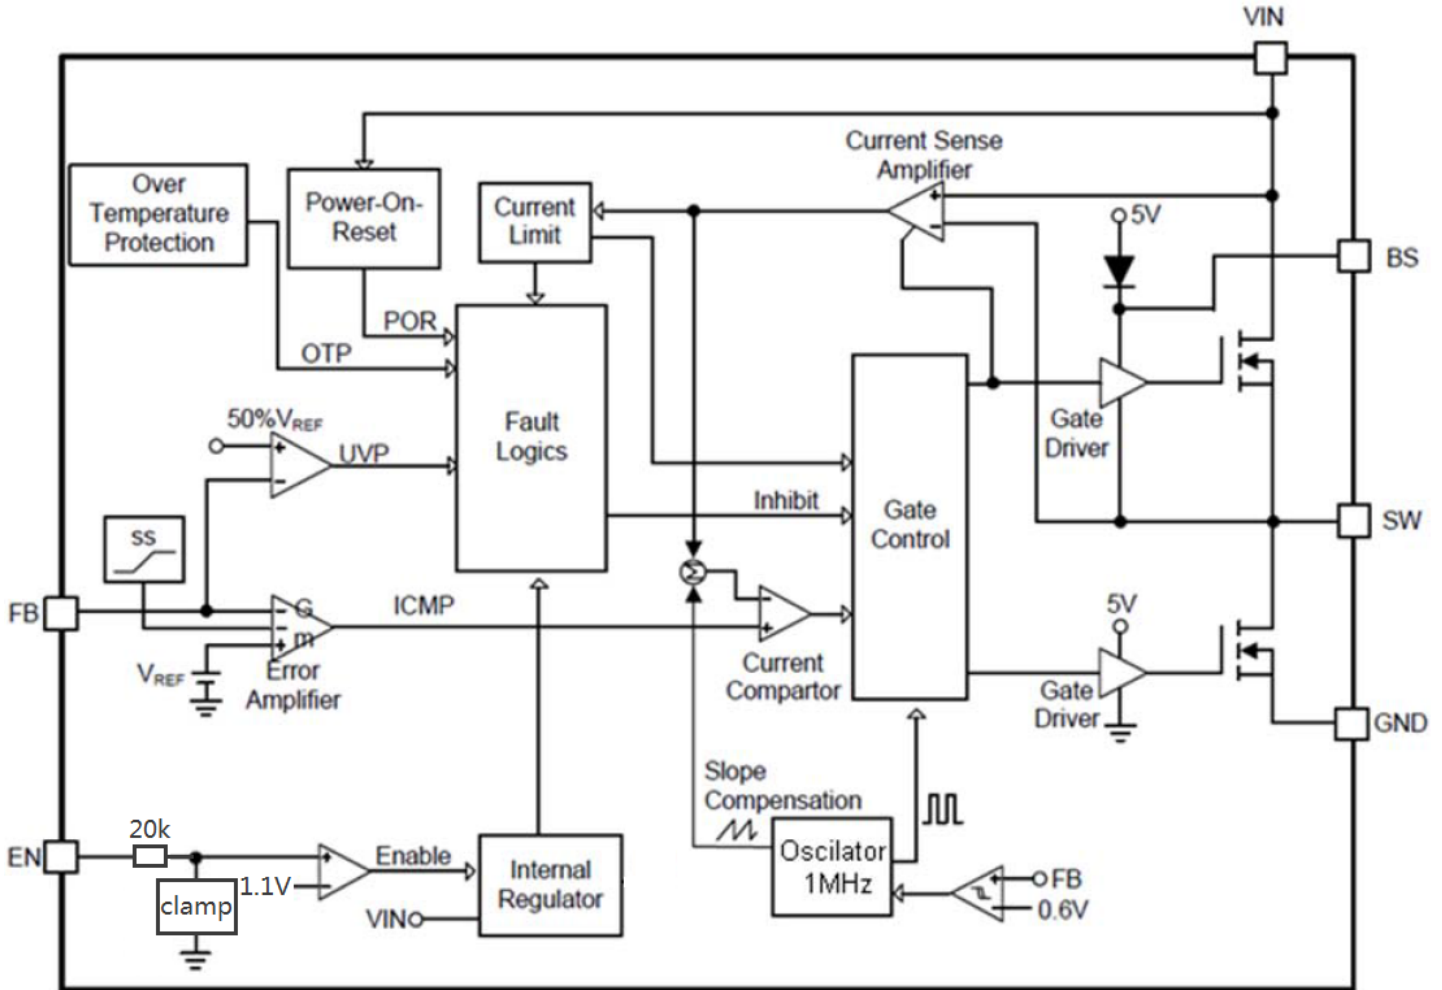 VIN
Current Sense
Amplifier
Over
Temperature
Protection
Power-On-
Reset
Current
Limit
+
-
5V
BS
POR
OTP
50%VREF
+
-
UVP
Fault
Logics
Gate
Driver
Inhibit
Gate
Control
SW
SS
FB
- G
- m
+
ICMP
-
+
5V
VREF
Error
Amplifier
Current
Compartor
Gate
Driver
GND
Slope
Compensation
20k
EN
+
1.1V
-
Enable
clamp
Internal
Regulator
VIN
Oscilator
1MHz
+
FB
-
0.6V